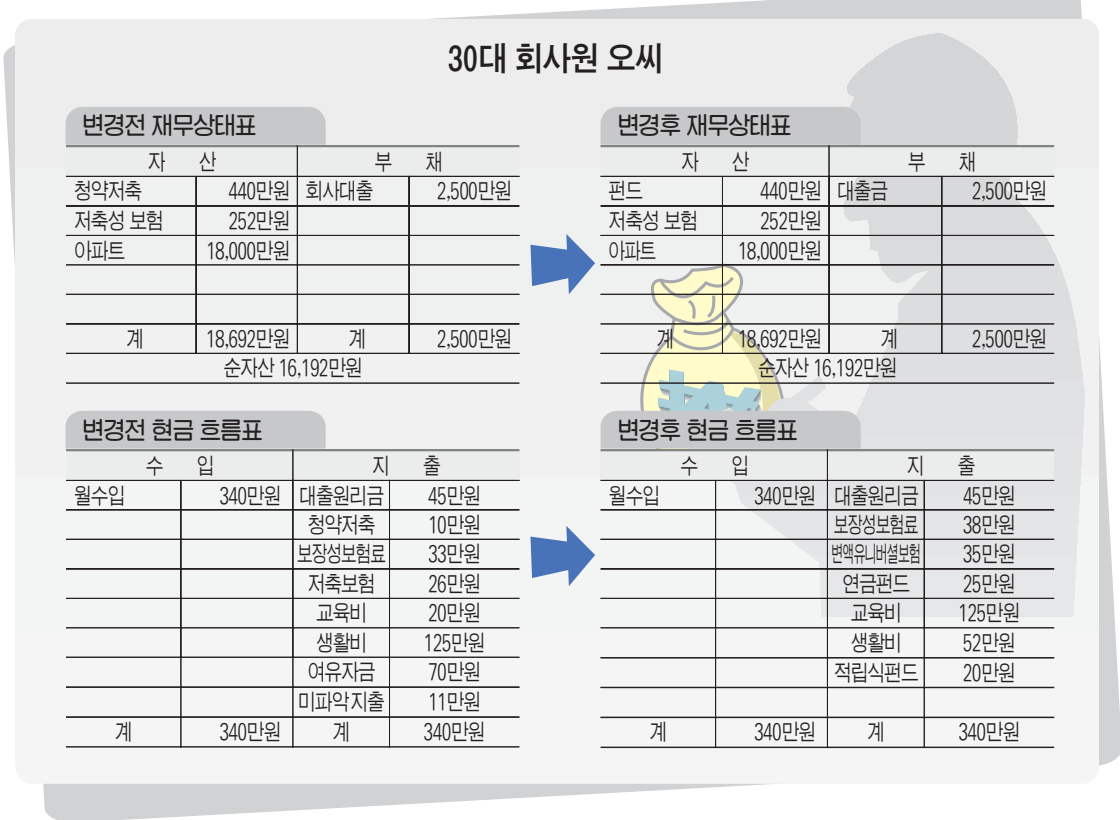 30대 회사원 오씨
변경전 재무상태표
자 산 부 채
청약저축 440만원 회사대출 2,500만원
저축성 보험 252만원
아파트 18,000만원
계 18,692만원 계 2,500만원
순자산 16,192만원
변경후 재무상태표
자 산 부 채
펀드 440만원 대출금 2,500만원
저축성 보험 252만원
아파트 18,000만원
계 18,692만원 계 2,500만원
순자산 16,192만원
변경전 현금 흐름표
수 입 지 출
월수입 340만원 대출원리금 45만원
청약저축 10만원
보장성보험료 33만원
저축보험 26만원
교육비 20만원
생활비 125만원
여유자금 70만원
미파악지출 11만원
계 340만원 계 340만원
변경후 현금 흐름표
수 입 지 출
월수입 340만원 대출원리금 45만원
보장성보험료 38만원
변액유니버셜보험 35만원
연금펀드 25만원
교육비 125만원
생활비 52만원
적립식펀드 20만원
계 340만원 계 340만원